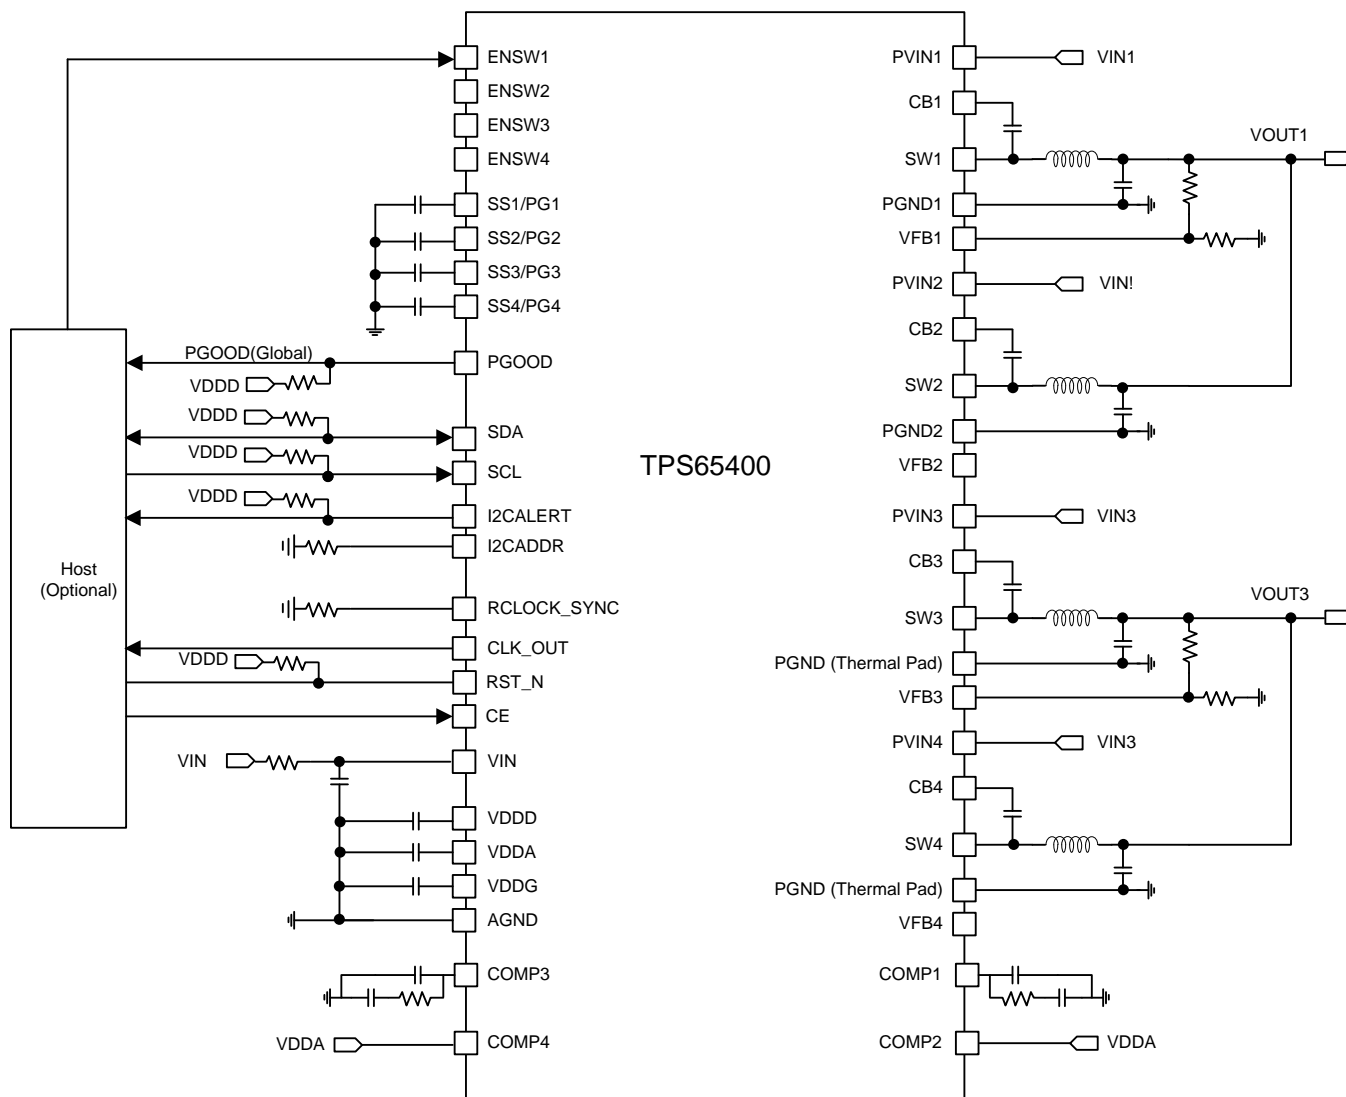 ENSW1
ENSW2
ENSW3
ENSW4
SS1/PG1
SS2/PG2
SS3/PG3
SS4/PG4
PGOOD(Global)
PGOOD
VDDD
VDDD
SDA
VDDD
SCL
VDDD
I2CALERT
I2CADDR
Host
(Optional)
RCLOCK_SYNC
CLK_OUT
VDDD
RST_N
CE
VIN
VIN
VDDD
VDDA
VDDG
AGND
COMP3
VDDA
COMP4
TPS65400
PVIN1
VIN1
CB1
VOUT1
SW1
PGND1
VFB1
PVIN2
VIN!
CB2
SW2
PGND2
VFB2
PVIN3
VIN3
CB3
VOUT3
SW3
PGND (Thermal Pad)
VFB3
PVIN4
VIN3
CB4
SW4
PGND (Thermal Pad)
VFB4
COMP1
COMP2
VDDA